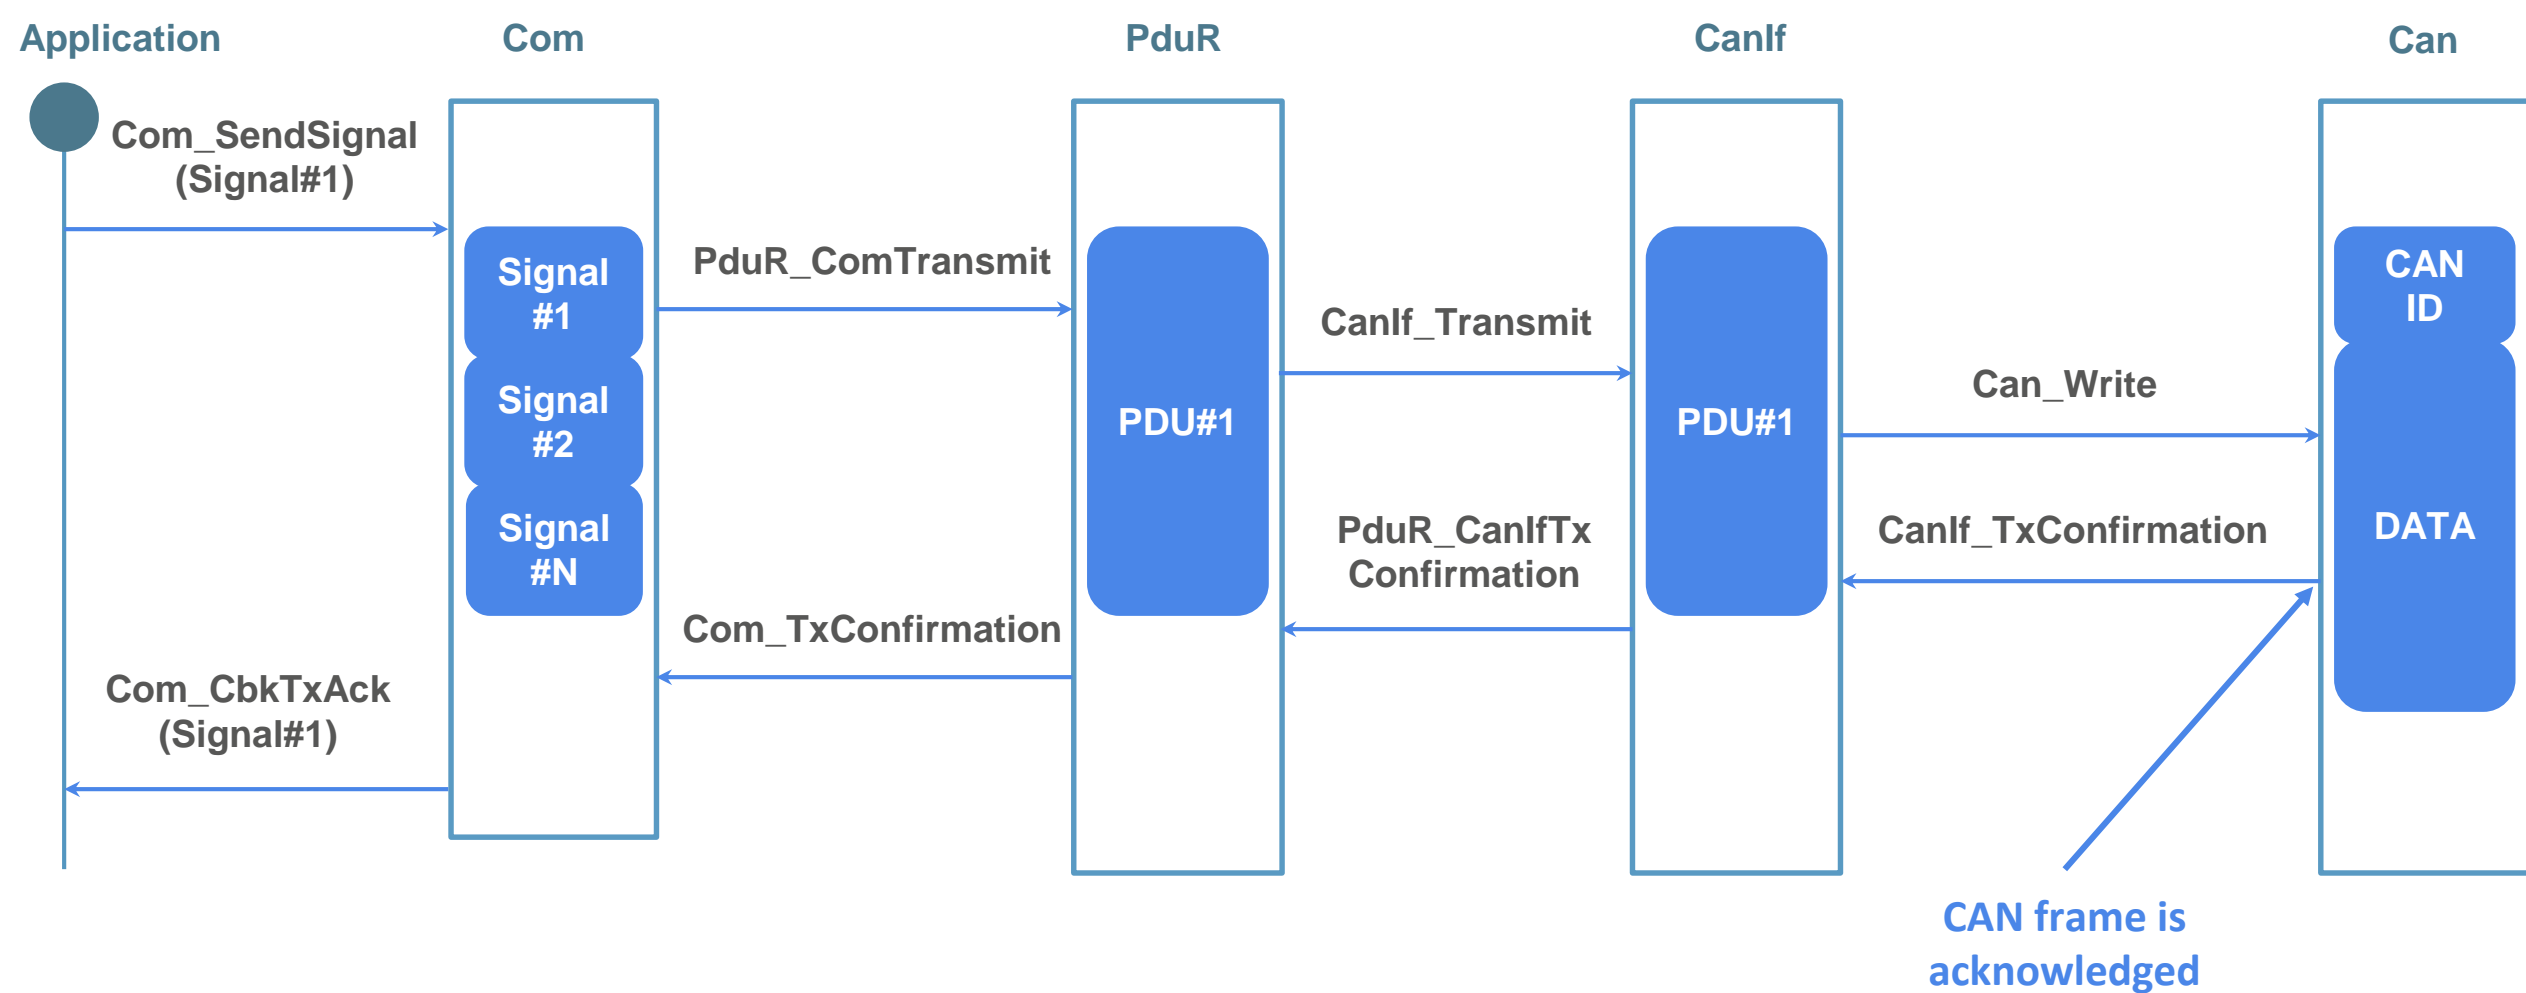 Application
Com
PduR
CanIf
Can
Com_SendSignal
(Signal#1)
Signal
#1
Signal
#2
Signal
#N
PduR_ComTransmit
PDU#1
CanIf_Transmit
PDU#1
Can_Write
CAN
ID
DATA
CanIf_TxConfirmation
PduR_CanIfTx
Confirmation
Com_TxConfirmation
Com_CbkTxAck
(Signal#1)
CAN frame is
acknowledged